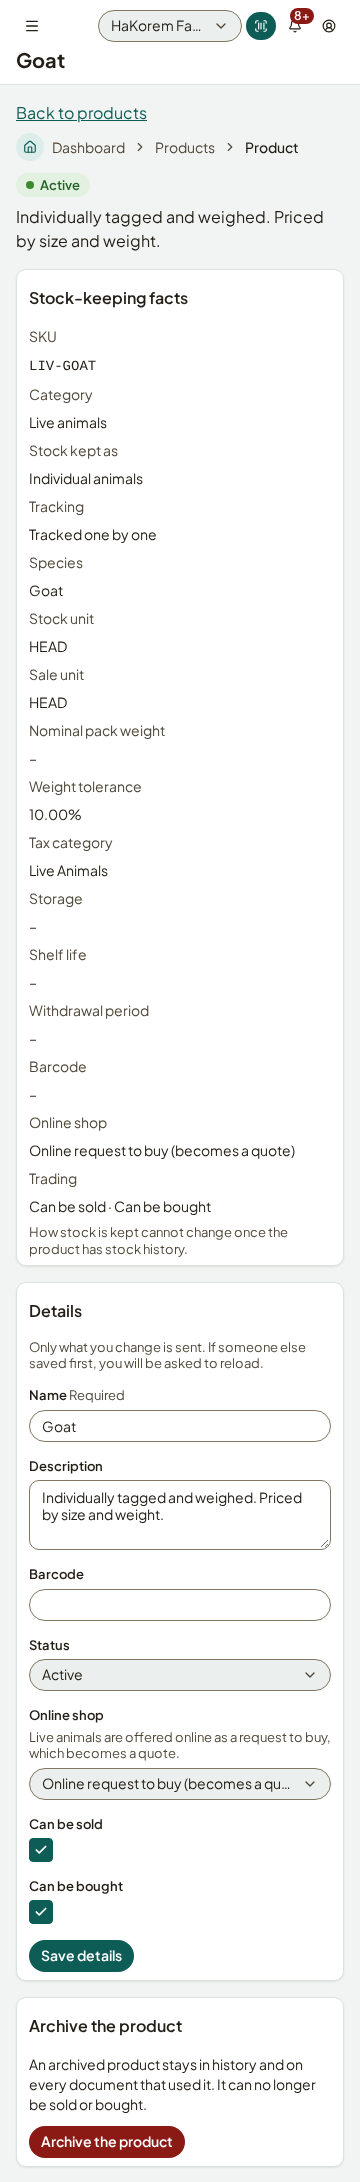 HaKorem Fa...
8+
Goat
Back to products
Dashboard > Products > Product
Active
Individually tagged and weighed. Priced
by size and weight.
Stock-keeping facts
SKU
LIV-GOAT
Category
Live animals
Stock kept as
Individual animals
Tracking
Tracked one by one
Species
Goat
Stock unit
HEAD
Sale unit
HEAD
Nominal pack weight
–
Weight tolerance
10.00%
Tax category
Live Animals
Storage
–
Shelf life
–
Withdrawal period
–
Barcode
–
Online shop
Online request to buy (becomes a quote)
Trading
Can be sold · Can be bought
How stock is kept cannot change once the
product has stock history.
Details
Only what you change is sent. If someone else
saved first, you will be asked to reload.
Name Required
Goat
Description
Individually tagged and weighed. Priced
by size and weight.
Barcode
Status
Active
Online shop
Live animals are offered online as a request to buy,
which becomes a quote.
Online request to buy (becomes a qu...
Can be sold
Can be bought
Save details
Archive the product
An archived product stays in history and on
every document that used it. It can no longer
be sold or bought.
Archive the product